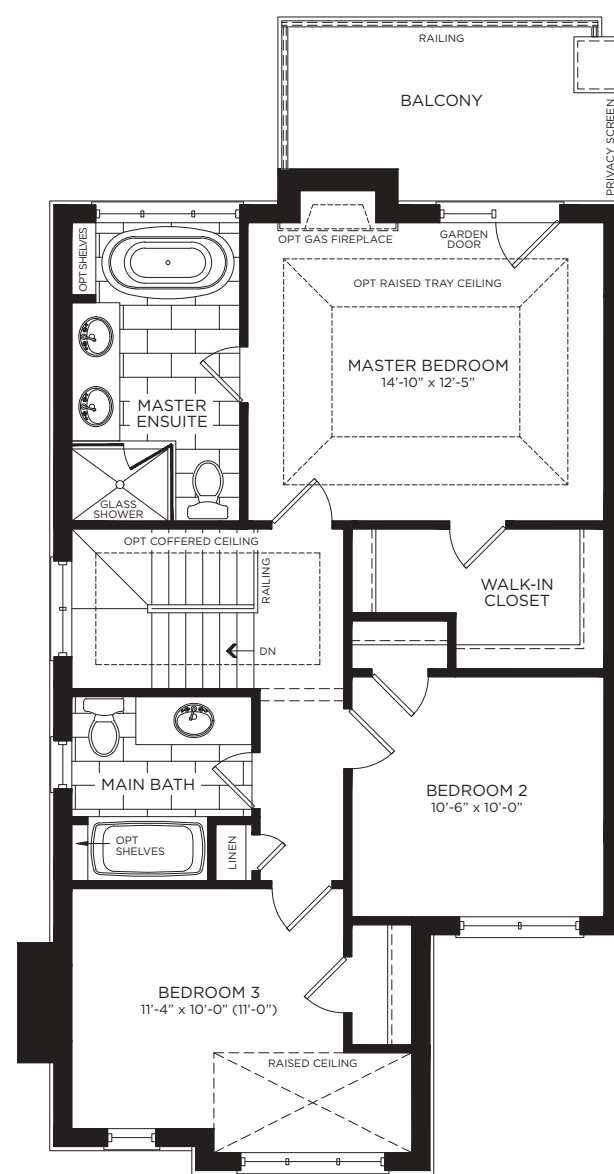 RAILING
BALCONY
PRIVACY SCREEN
OPT GAS FIREPLACE
GARDEN
DOOR
OPT SHELVES
OPT RAISED TRAY CEILING
MASTER BEDROOM
14'-10" x 12'-5"
MASTER
ENSUITE
GLASS
SHOWER
OPT COFFERED CEILING
RAILING
DN
WALK-IN
CLOSET
MAIN BATH
OPT
SHELVES
LINEN
BEDROOM 2
10'-6" x 10'-0"
BEDROOM 3
11'-4" x 10'-0" (11'-0")
RAISED CEILING